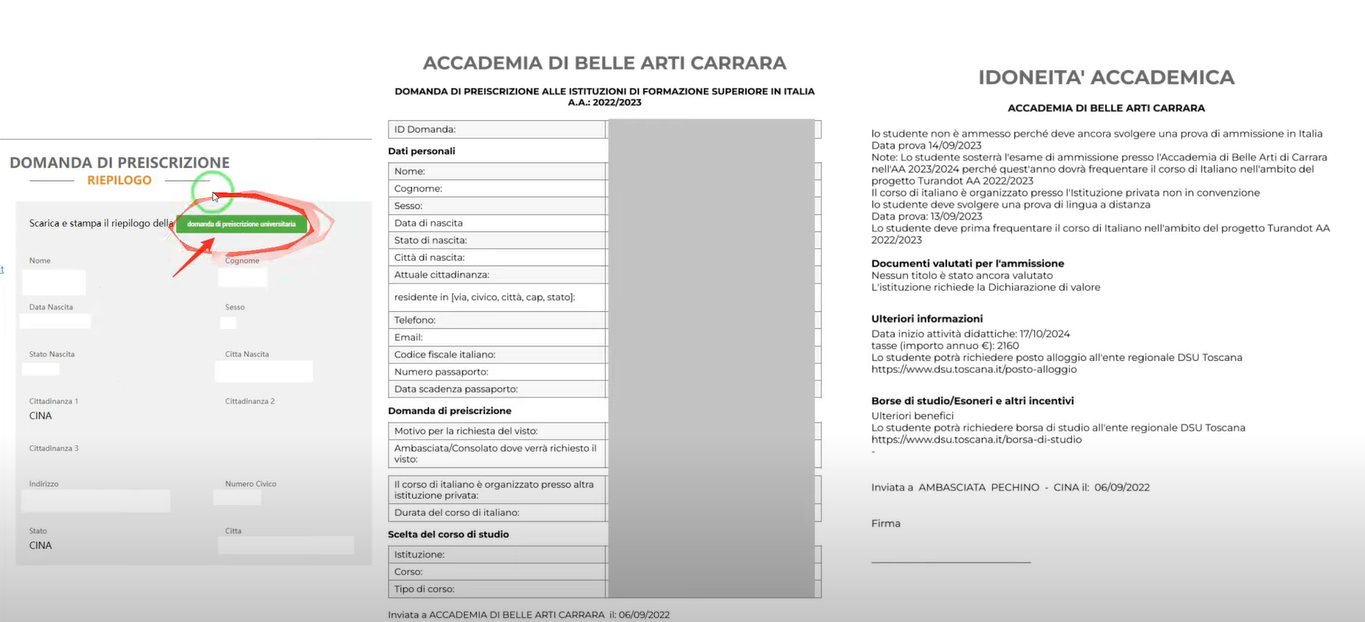 DOMANDA DI PREISCRIZIONE
RIEPILOGO
Scarica e stampa il riepilogo della
domanda di preiscrizione universitaria
Nome
Cognome
Data Nascita
Sesso
Stato Nascita
Citta Nascita
Cittadinanza 1
Cittadinanza 2
CINA
Cittadinanza 3
Indirizzo
Numero Civico
Stato
Citta
CINA
ACCADEMIA DI BELLE ARTI CARRARA
DOMANDA DI PREISCRIZIONE ALLE ISTITUZIONI DI FORMAZIONE SUPERIORE IN ITALIA
A.A.: 2022/2023
ID Domanda:
Dati personali
Nome:
Cognome:
Sesso:
Data di nascita
Stato di nascita:
Città di nascita:
Attuale cittadinanza:
residente in [via, civico, città, cap, stato]:
Telefono:
Email:
Codice fiscale italiano:
Numero passaporto:
Data scadenza passaporto:
Domanda di preiscrizione
Motivo per la richiesta del visto:
Ambasciata/Consolato dove verrà richiesto il
visto:
Il corso di italiano è organizzato presso altra
istituzione privata:
Durata del corso di italiano:
Scelta del corso di studio
Istituzione:
Corso:
Tipo di corso:
Inviata a ACCADEMIA DI BELLE ARTI CARRARA il: 06/09/2022
IDONEITA' ACCADEMICA
ACCADEMIA DI BELLE ARTI CARRARA
lo studente non è ammesso perché deve ancora svolgere una prova di ammissione in Italia
Data prova 14/09/2023
Note: Lo studente sosterrà l'esame di ammissione presso l'Accademia di Belle Arti di Carrara
nell'AA 2023/2024 perché quest'anno dovrà frequentare il corso di Italiano nell'ambito del
progetto Turandot AA 2022/2023
Il corso di italiano è organizzato presso l'Istituzione privata non in convenzione
lo studente deve svolgere una prova di lingua a distanza
Data prova: 13/09/2023
Lo studente deve prima frequentare il corso di Italiano nell'ambito del progetto Turandot AA
2022/2023
Documenti valutati per l'ammissione
Nessun titolo è stato ancora valutato
L'istituzione richiede la Dichiarazione di valore
Ulteriori informazioni
Data inizio attività didattiche: 17/10/2024
tasse (importo annuo €): 2160
Lo studente potrà richiedere posto alloggio all'ente regionale DSU Toscana
https://www.dsu.toscana.it/posto-alloggio
Borse di studio/Esoneri e altri incentivi
Ulteriori benefici
Lo studente potrà richiedere borsa di studio all'ente regionale DSU Toscana
https://www.dsu.toscana.it/borsa-di-studio
-
Inviata a AMBASCIATA PECHINO - CINA il: 06/09/2022
Firma